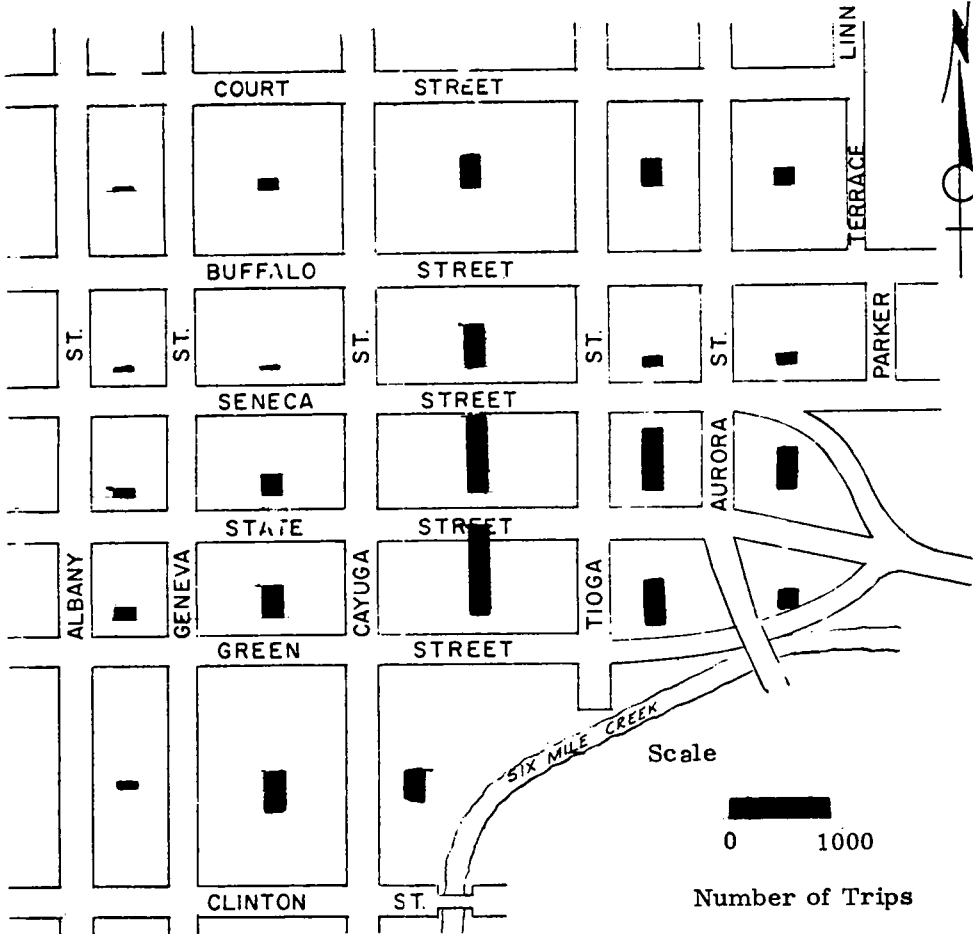 LINN
COURT STREET
TERRACE
BUFFALO STREET
ST.
ST.
ST.
ST.
ST.
PARKER
SENECA STREET
AURORA
STATE STREET
ALBANY
GENEVA
CAYUGA
TIOGA
GREEN STREET
SIX MILE CREEK
Scale
0 1000
Number of Trips
CLINTON ST.
N